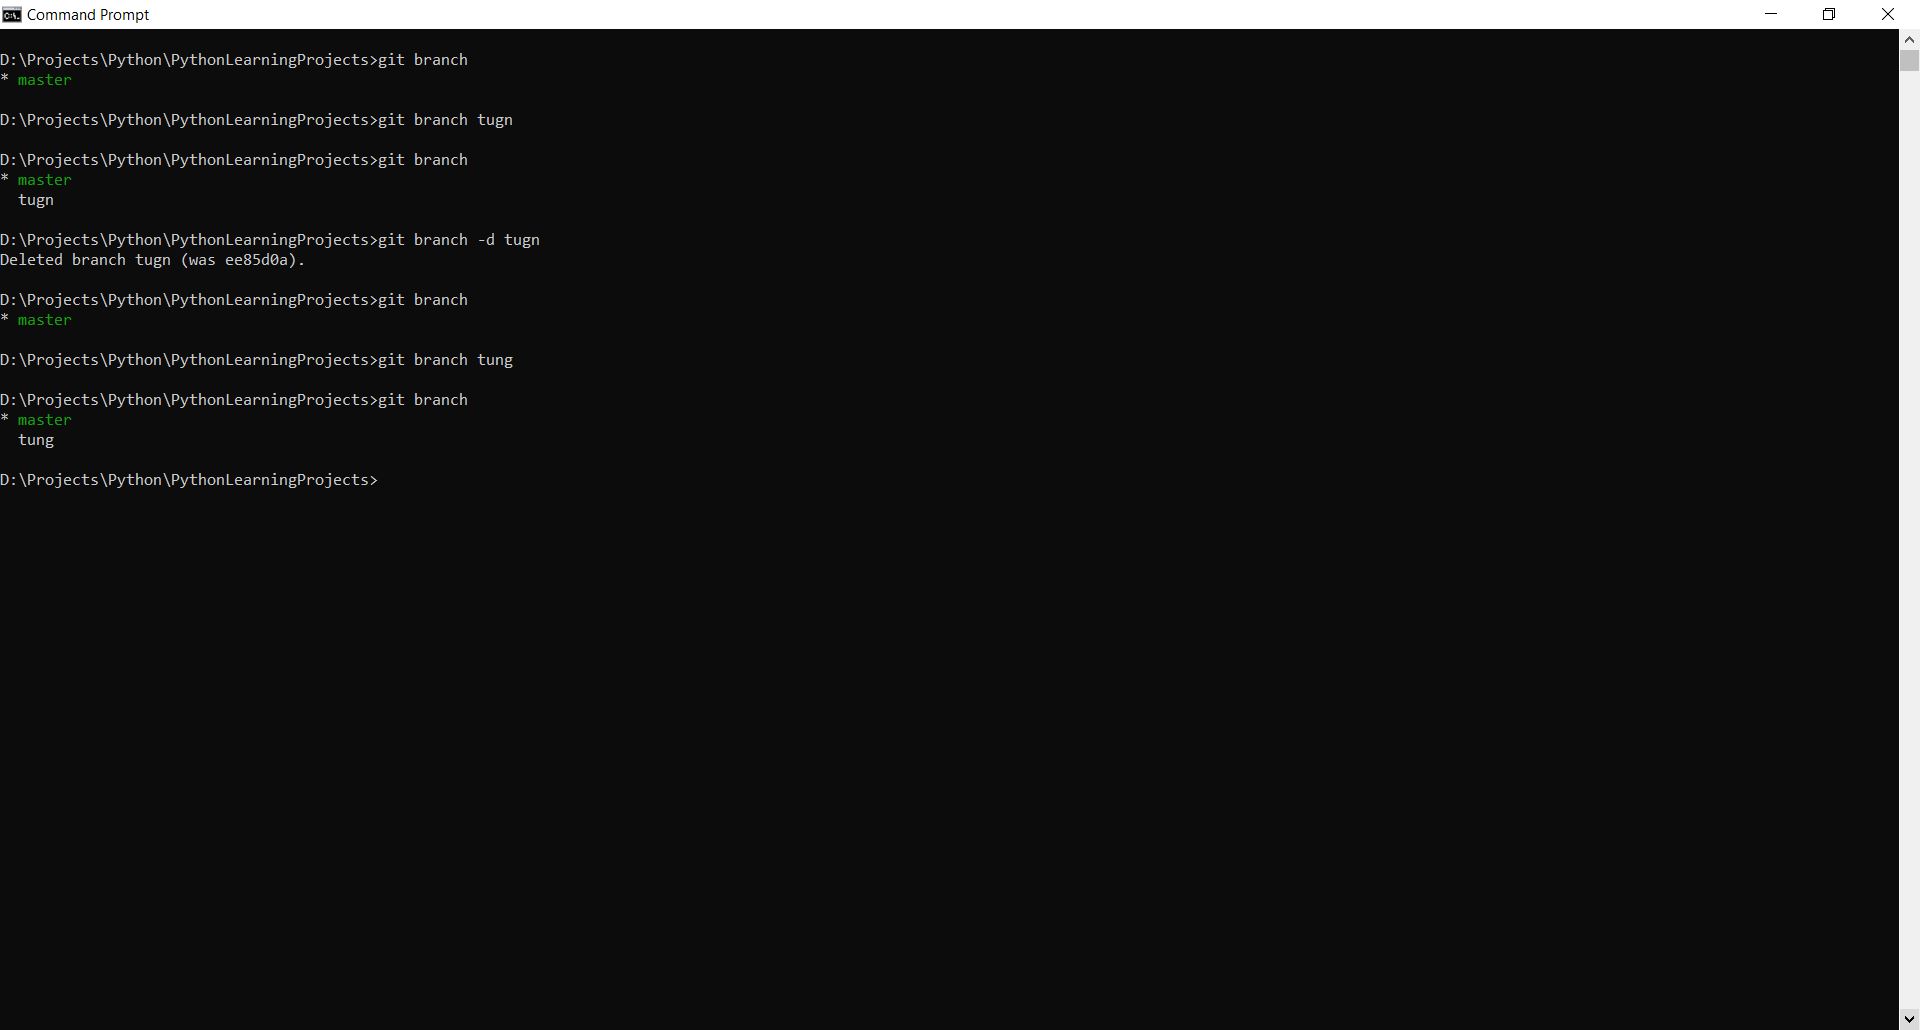 Command Prompt
D:\Projects\Python\PythonLearningProjects>git branch
* master
D:\Projects\Python\PythonLearningProjects>git branch tugn
D:\Projects\Python\PythonLearningProjects>git branch
* master
  tugn
D:\Projects\Python\PythonLearningProjects>git branch -d tugn
Deleted branch tugn (was ee85d0a).
D:\Projects\Python\PythonLearningProjects>git branch
* master
D:\Projects\Python\PythonLearningProjects>git branch tung
D:\Projects\Python\PythonLearningProjects>git branch
* master
  tung
D:\Projects\Python\PythonLearningProjects>